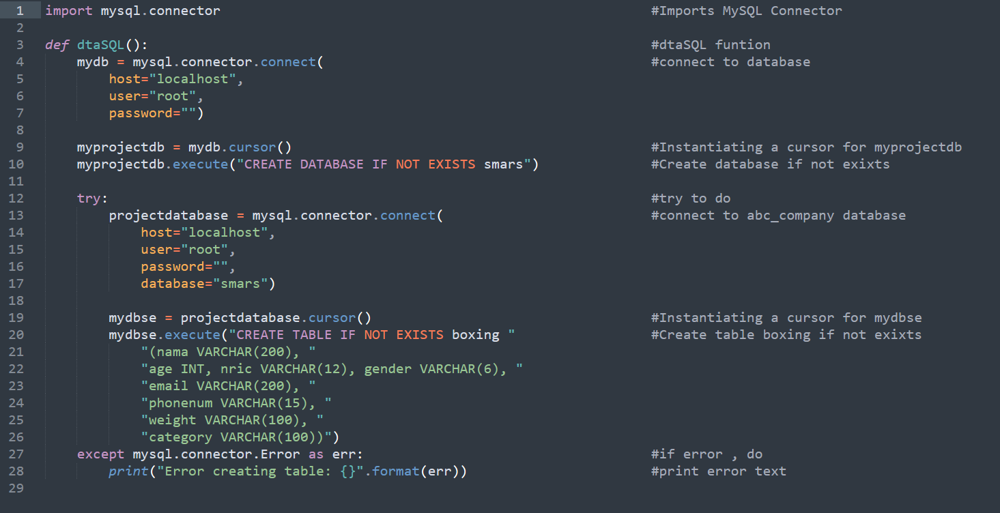 1 import mysql.connector #Imports MySQL Connector
2
3 def dtaSQL(): #dtaSQL funtion
4 mydb = mysql.connector.connect( #connect to database
5 host="localhost",
6 user="root",
7 password="")
8
9 myprojectdb = mydb.cursor() #Instantiating a cursor for myprojectdb
10 myprojectdb.execute("CREATE DATABASE IF NOT EXISTS smars") #Create database if not exixts
11
12 try: #try to do
13 projectdatabase = mysql.connector.connect( #connect to abc_company database
14 host="localhost",
15 user="root",
16 password="",
17 database="smars")
18
19 mydbse = projectdatabase.cursor() #Instantiating a cursor for mydbse
20 mydbse.execute("CREATE TABLE IF NOT EXISTS boxing " #Create table boxing if not exixts
21 "(nama VARCHAR(200), "
22 "age INT, nric VARCHAR(12), gender VARCHAR(6), "
23 "email VARCHAR(200), "
24 "phonenum VARCHAR(15), "
25 "weight VARCHAR(100), "
26 "category VARCHAR(100))")
27 except mysql.connector.Error as err: #if error , do
28 print("Error creating table: {}".format(err)) #print error text
29